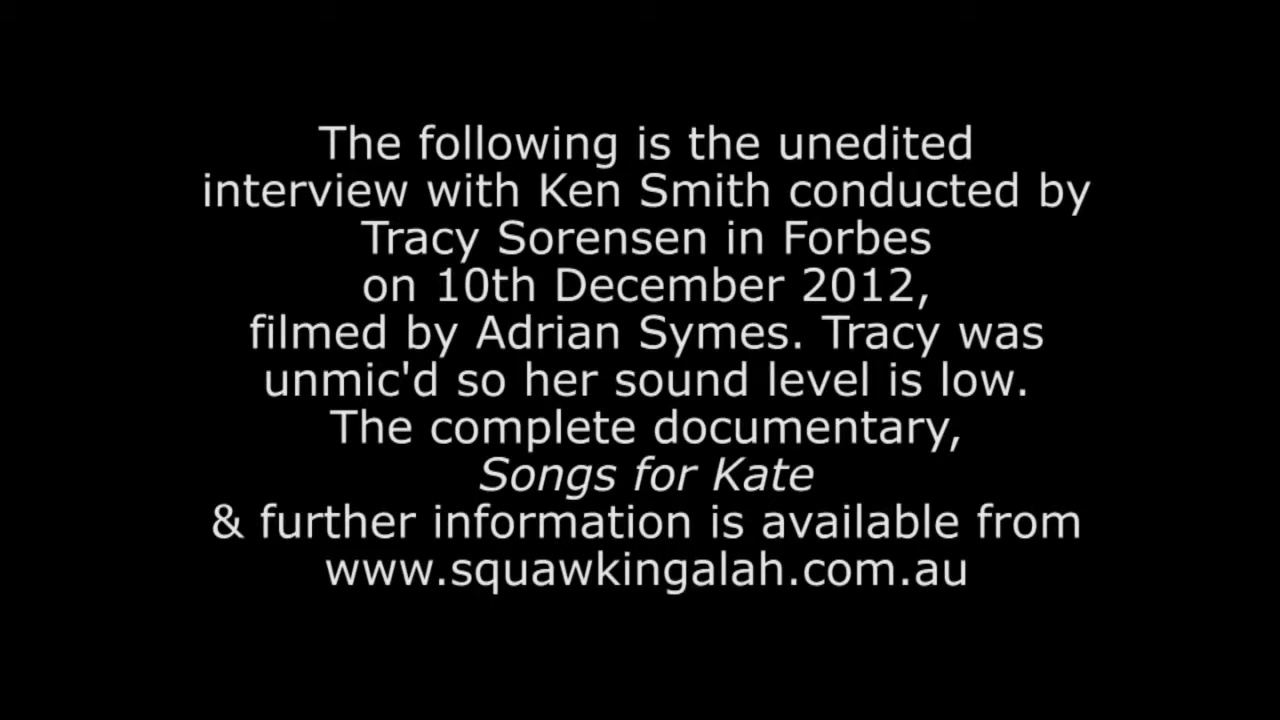 The following is the unedited
interview with Ken Smith conducted by
Tracy Sorensen in Forbes
on 10th December 2012,
filmed by Adrian Symes. Tracy was
unmic'd so her sound level is low.
The complete documentary,
Songs for Kate
& further information is available from
www.squawkingalah.com.au